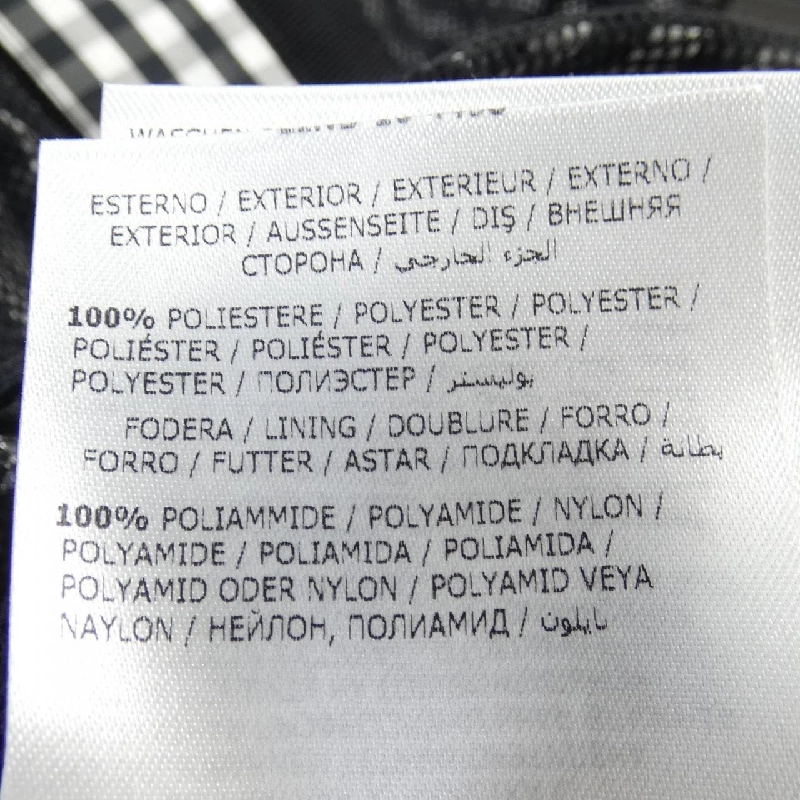 WASCHEN
ESTERNO / EXTERIOR / EXTERIEUR / EXTERNO /
EXTERIOR / AUSSENSEITE / DIŞ / ВНЕШНЯЯ
СТОРОНА / الجزء الخارجي
100% POLIESTERE / POLYESTER / POLYESTER /
POLIÉSTER / POLIÉSTER / POLYESTER /
POLYESTER / ПОЛИЭСТЕР / بوليستر
FODERA / LINING / DOUBLURE / FORRO /
FORRO / FUTTER / ASTAR / ПОДКЛАДКА / بطانة
100% POLIAMMIDE / POLYAMIDE / NYLON /
POLYAMIDE / POLIAMIDA / POLIAMIDA /
POLYAMID ODER NYLON / POLYAMID VEYA
NAYLON / НЕЙЛОН, ПОЛИАМИД / نايلون